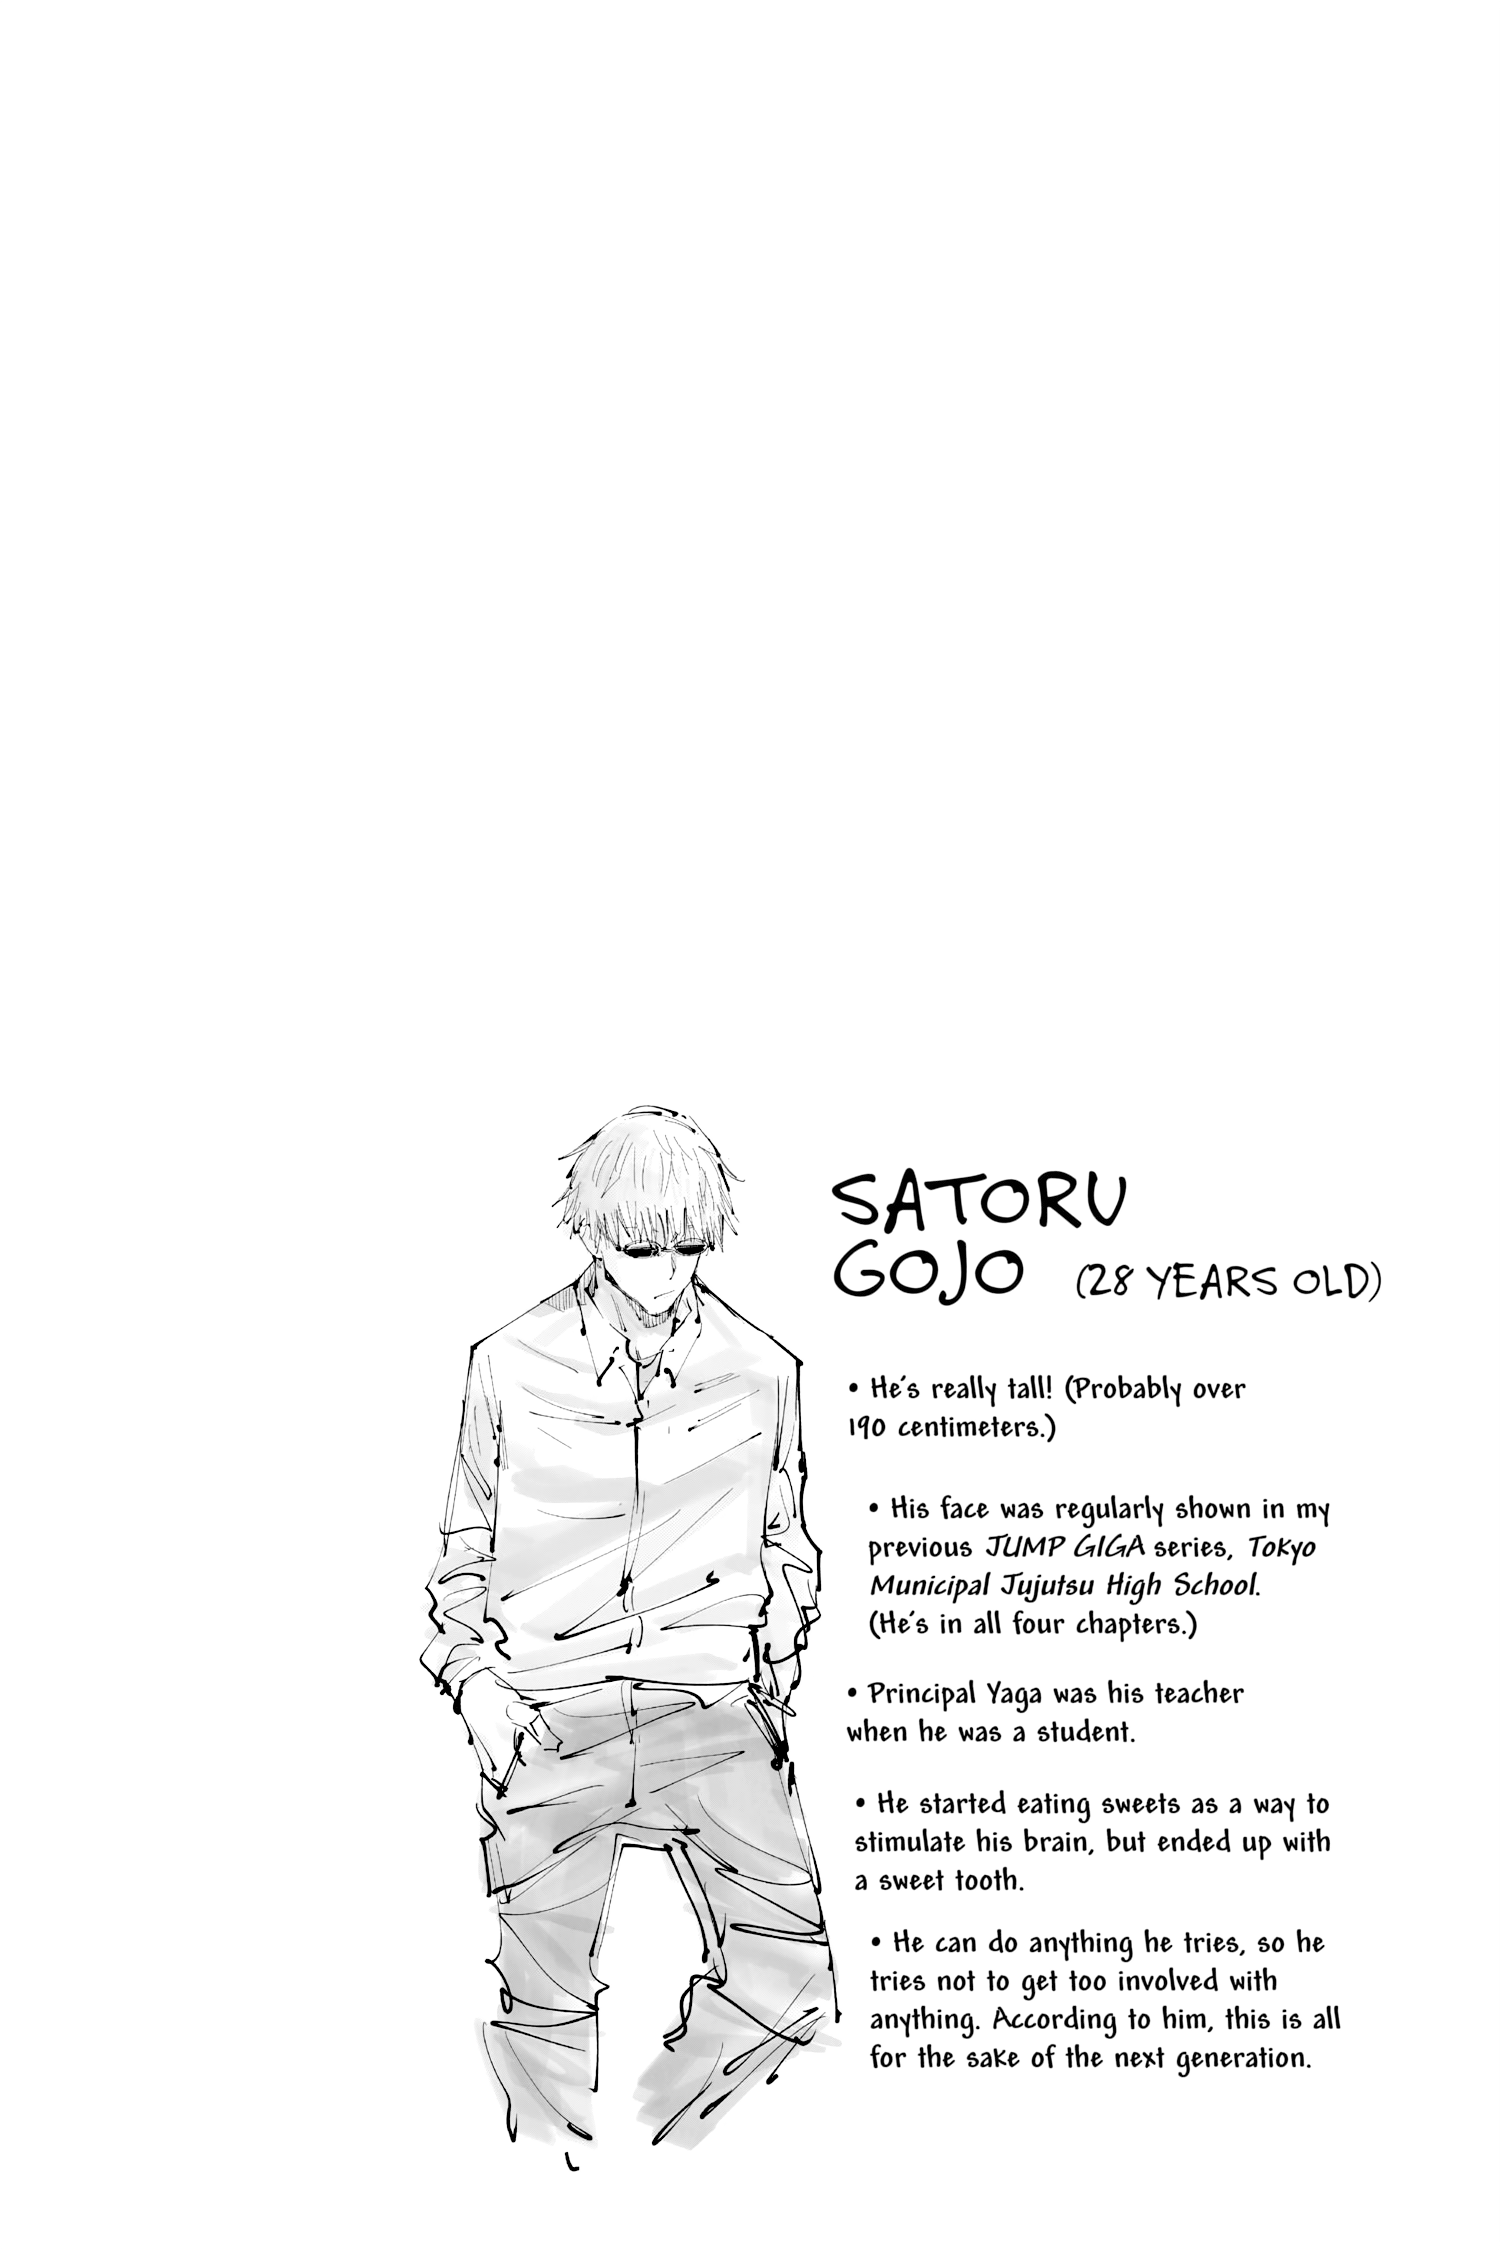 SATORU
GOJO (28 YEARS OLD)
• He's really tall! (Probably over
190 centimeters.)
• His face was regularly shown in my
previous JUMP GIGA series, Tokyo
Municipal Jujutsu High School.
(He's in all four chapters.)
• Principal Yaga was his teacher
when he was a student.
• He started eating sweets as a way to
stimulate his brain, but ended up with
a sweet tooth.
• He can do anything he tries, so he
tries not to get too involved with
anything. According to him, this is all
for the sake of the next generation.